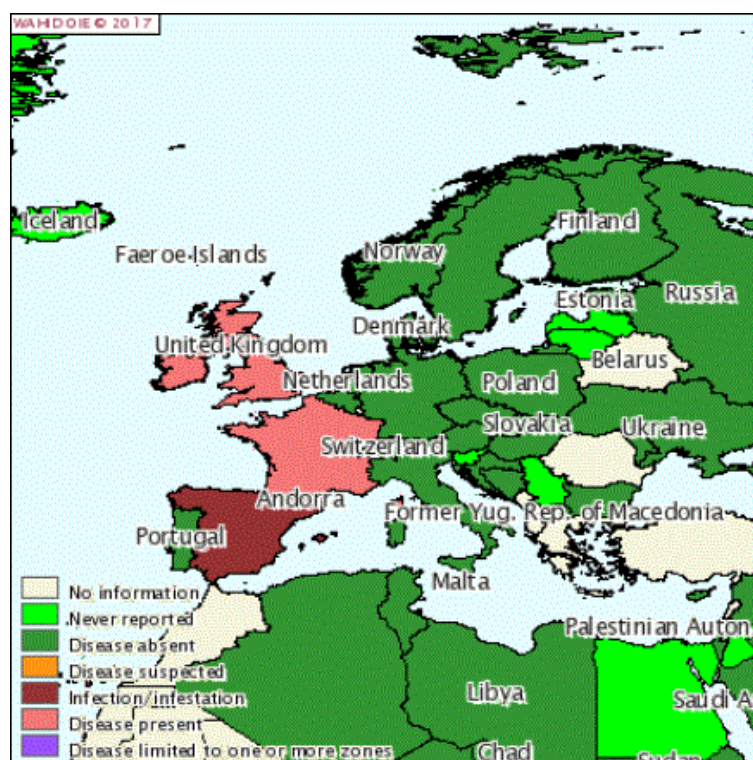 WAHDOIE © 2017
Iceland
Faeroe Islands
Norway
Finland
Russia
Estonia
Denmark
United Kingdom
Belarus
Netherlands
Poland
Slovakia
Ukraine
Switzerland
Andorra
Former Yug. Rep. of Macedonia
Portugal
Malta
Palestinian Auton
Libya
Saudi A
Chad
Sudan
No information
Never reported
Disease absent
Disease suspected
Infection/infestation
Disease present
Disease limited to one or more zones